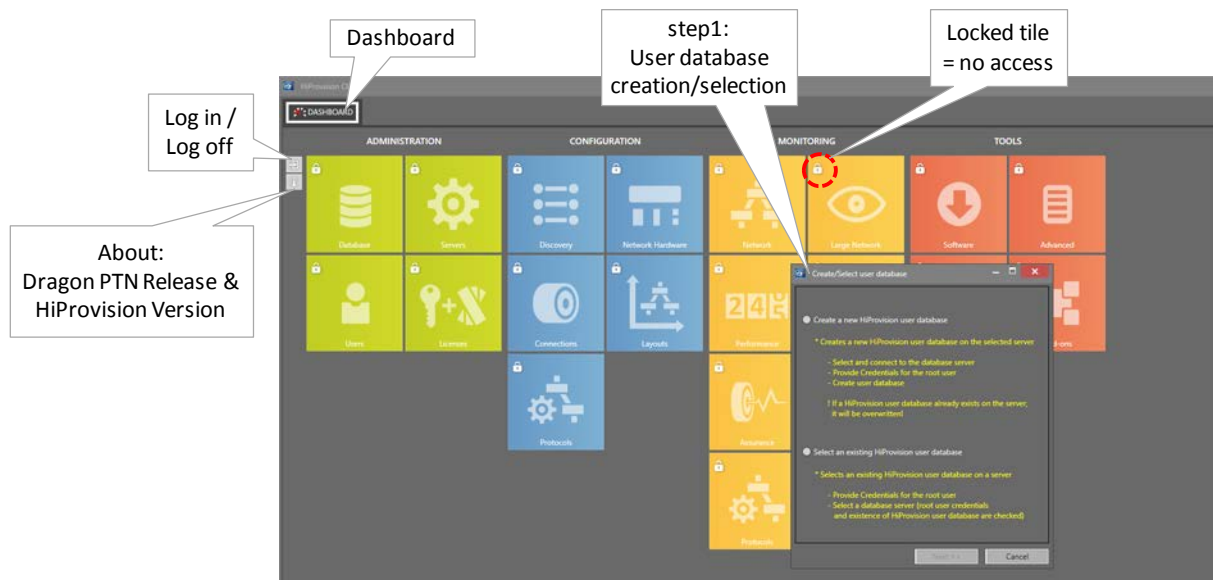 Dashboard
step1:
User database
creation/selection
Locked tile
= no access
Log in /
Log off
About:
Dragon PTN Release &
HiProvision Version
DASHBOARD
ADMINISTRATION
CONFIGURATION
MONITORING
TOOLS
Database
Servers
Discovery
Network Hardware
Network
Large Network
Software
Advanced
Users
Licenses
Connections
Layouts
Performance
Protocols
Assurance
Protocols
Create/Select user database
Create a new HiProvision user database
* Creates a new HiProvision user database on the selected server
- Select and connect to the database server
- Provide Credentials for the root user
- Create user database
! If a HiProvision user database already exists on the server,
it will be overwritten!
Select an existing HiProvision user database
* Selects an existing HiProvision user database on a server
- Provide Credentials for the root user
- Select a database server (root user credentials
and existence of HiProvision user database are checked)
Cancel